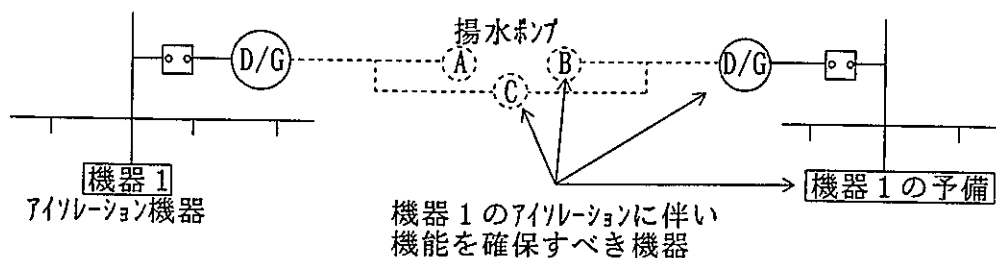 揚水ポンプ
D/G
A
B
D/G
C
機器1
アイソレーション機器
機器1の予備
機器1のアイソレーションに伴い
機能を確保すべき機器